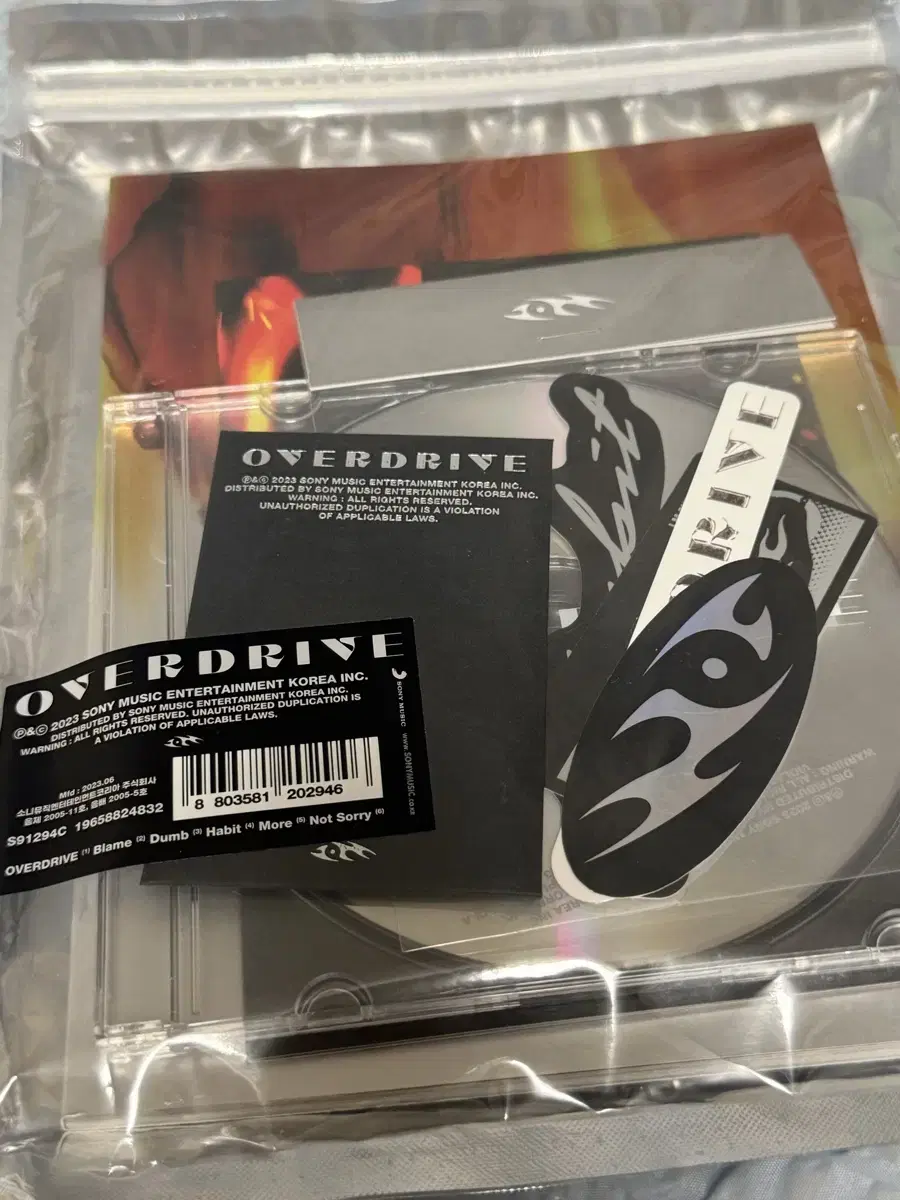 OVERDRIVE
℗&© 2023 SONY MUSIC ENTERTAINMENT KOREA INC.
DISTRIBUTED BY SONY MUSIC ENTERTAINMENT KOREA INC.
WARNING : ALL RIGHTS RESERVED.
UNAUTHORIZED DUPLICATION IS A VIOLATION
OF APPLICABLE LAWS.
DRIVE
OVERDRIVE
℗&© 2023 SONY MUSIC ENTERTAINMENT KOREA INC.
DISTRIBUTED BY SONY MUSIC ENTERTAINMENT KOREA INC.
WARNING : ALL RIGHTS RESERVED. UNAUTHORIZED DUPLICATION IS
A VIOLATION OF APPLICABLE LAWS.
SONY MUSIC www.SONYMUSIC.co.kr
Mfd : 2023.06
소니뮤직엔터테인먼트코리아 주식회사
음제 2005-11호, 음배 2005-5호
S91294C 19658824832
8 803581 202946
OVERDRIVE (1) Blame (2) Dumb (3) Habit (4) More (5) Not Sorry (6)